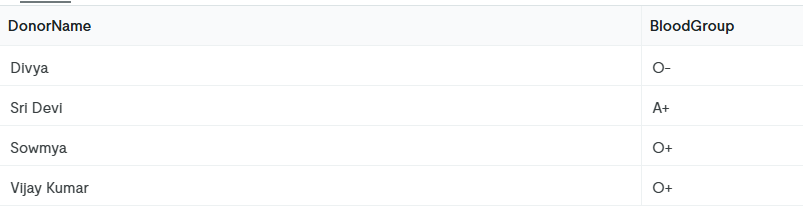 DonorName BloodGroup
Divya O-
Sri Devi A+
Sowmya O+
Vijay Kumar O+